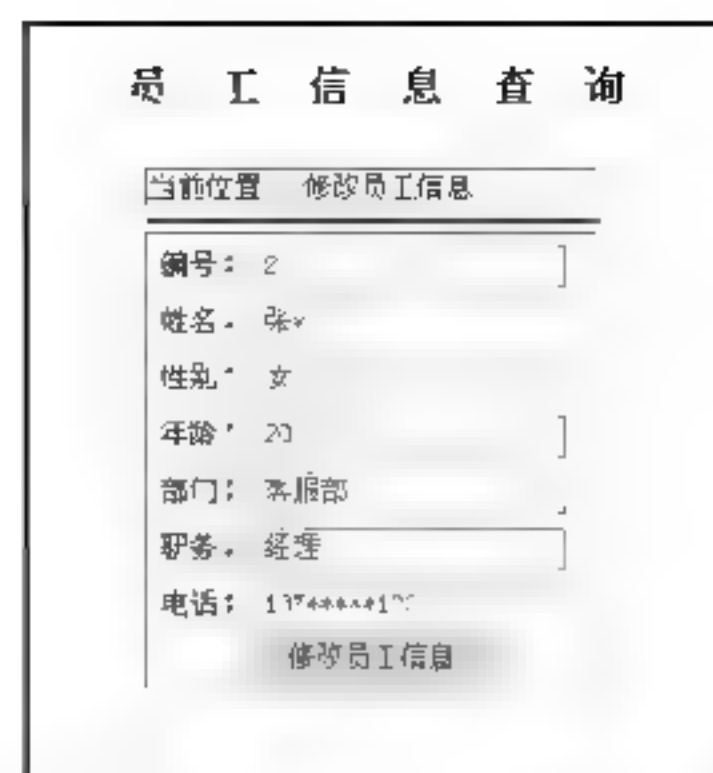 员工信息查询
当前位置 修改员工信息
编号：2
姓名：张*
性别：女
年龄：20
部门：客服部
职务：经理
电话：
修改员工信息